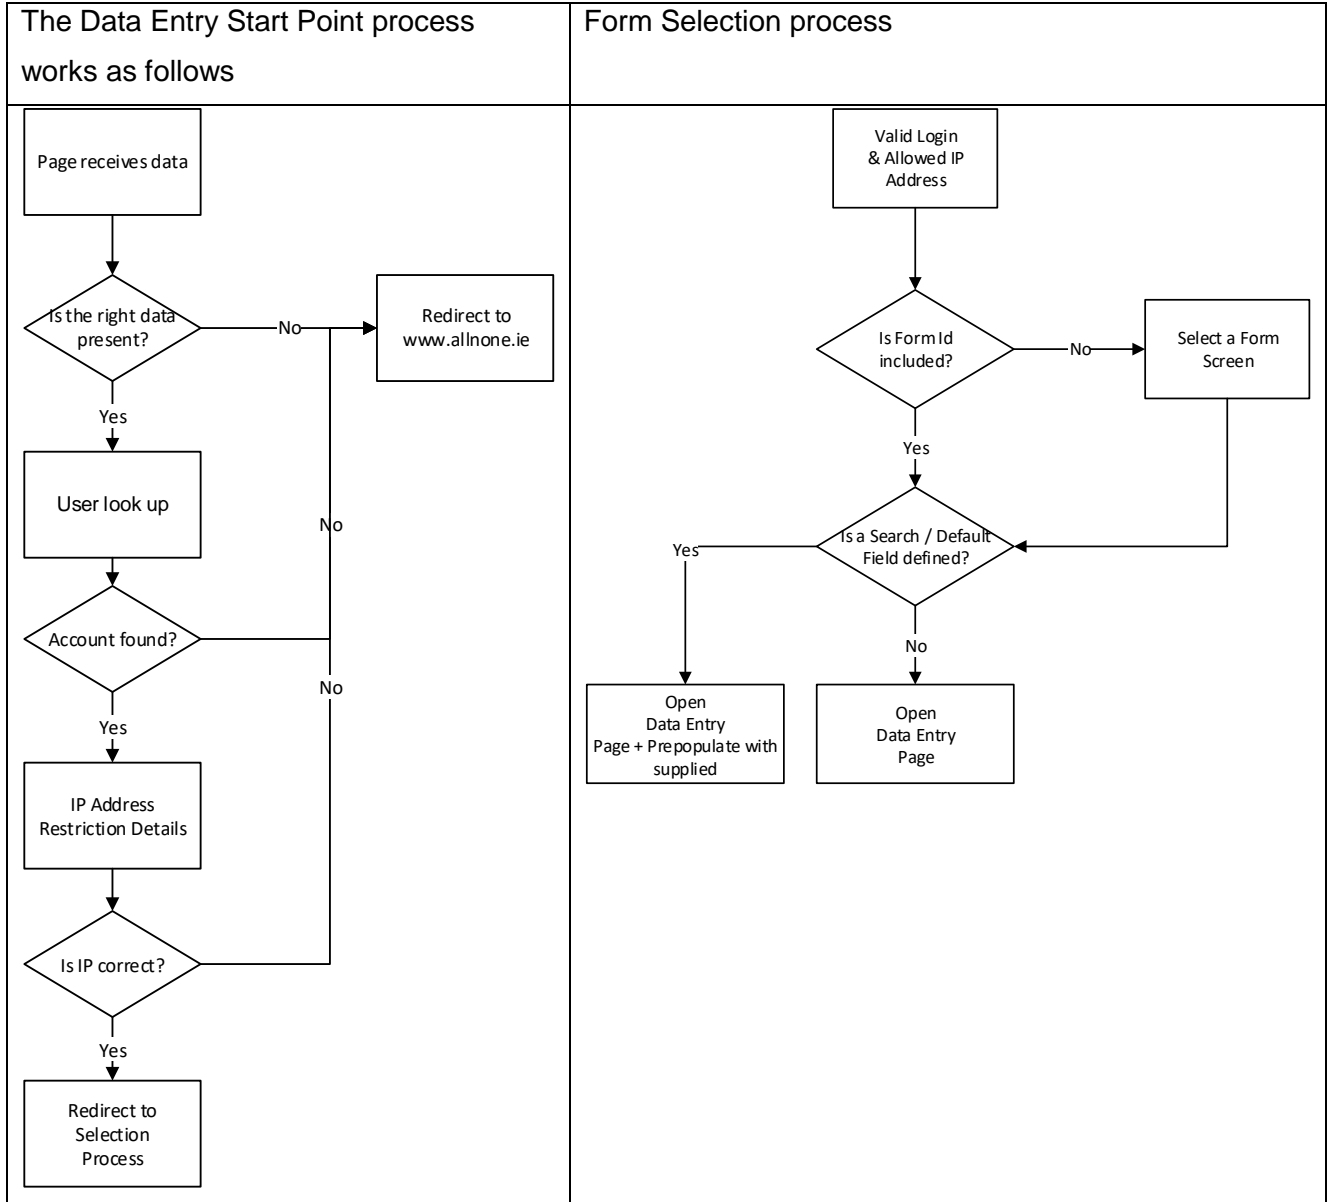 The Data Entry Start Point process
works as follows
Page receives data
Is the right data
present?
No
Redirect to
www.allnone.ie
Yes
User look up
No
Account found?
No
Yes
IP Address
Restriction Details
Is IP correct?
Yes
Redirect to
Selection
Process
Form Selection process
Valid Login
& Allowed IP
Address
Is Form Id
included?
No
Select a Form
Screen
Yes
Is a Search / Default
Field defined?
Yes
No
Open
Data Entry
Page + Prepopulate with
supplied
Open
Data Entry
Page